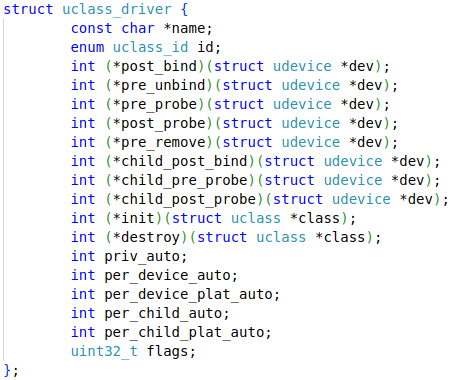 struct uclass_driver {
        const char *name;
        enum uclass_id id;
        int (*post_bind)(struct udevice *dev);
        int (*pre_unbind)(struct udevice *dev);
        int (*pre_probe)(struct udevice *dev);
        int (*post_probe)(struct udevice *dev);
        int (*pre_remove)(struct udevice *dev);
        int (*child_post_bind)(struct udevice *dev);
        int (*child_pre_probe)(struct udevice *dev);
        int (*child_post_probe)(struct udevice *dev);
        int (*init)(struct uclass *class);
        int (*destroy)(struct uclass *class);
        int priv_auto;
        int per_device_auto;
        int per_device_plat_auto;
        int per_child_auto;
        int per_child_plat_auto;
        uint32_t flags;
};